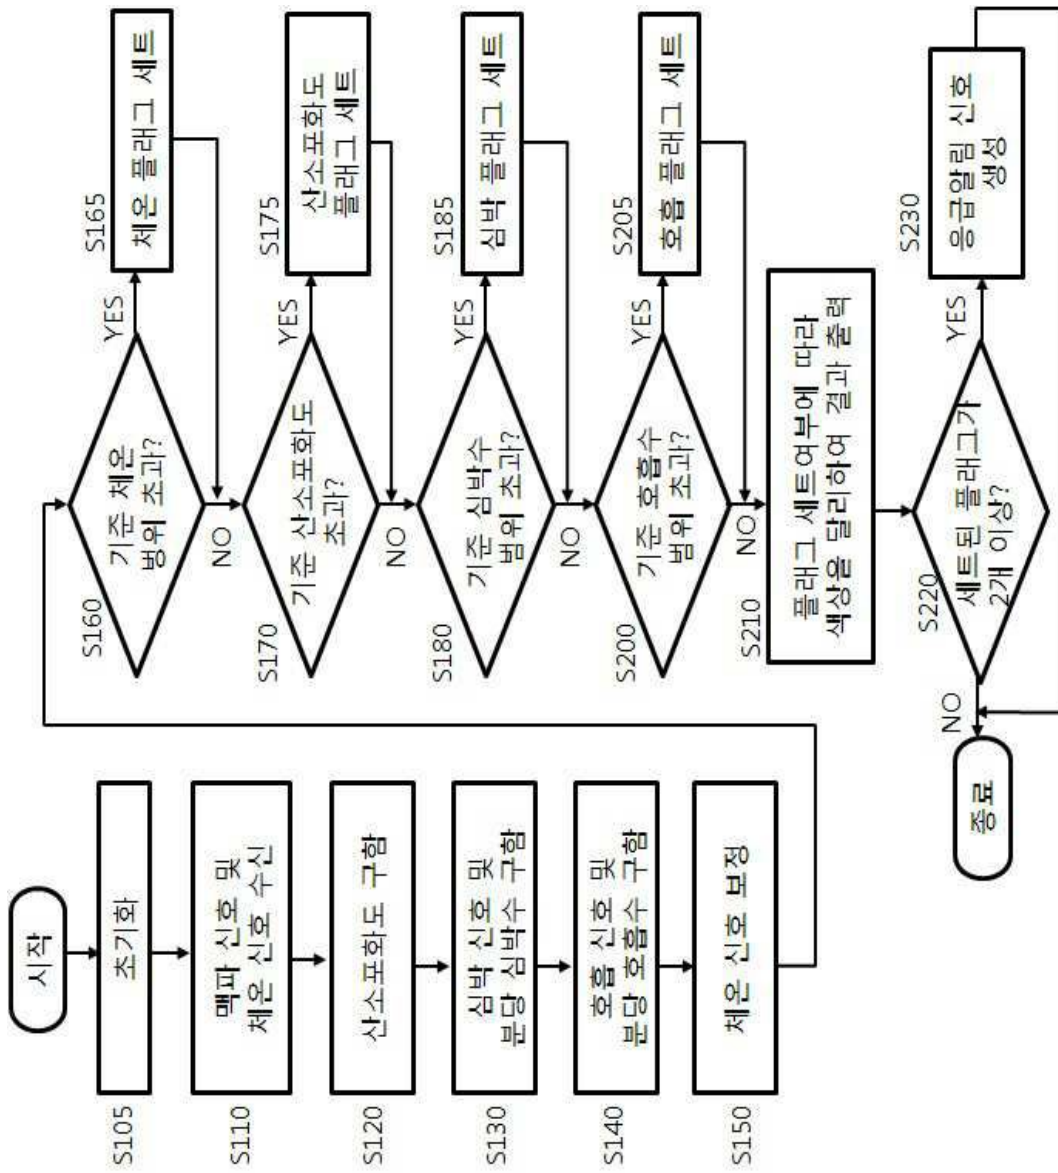 시작
S105
초기화
S110
맥파 신호 및
체온 신호 수신
S120
산소포화도 구함
S130
심박 신호 및
분당 심박수 구함
S140
호흡 신호 및
분당 호흡수 구함
S150
체온 신호 보정
S160
기준 체온
범위 초과?
YES
S165
체온 플래그 세트
NO
S170
기준 산소포화도
초과?
YES
S175
산소포화도
플래그 세트
NO
S180
기준 심박수
범위 초과?
YES
S185
심박 플래그 세트
NO
S200
기준 호흡수
범위 초과?
YES
S205
호흡 플래그 세트
NO
S210
플래그 세트여부에 따라
색상을 달리하여 결과 출력
S220
세트된 플래그가
2개 이상?
YES
S230
응급알림 신호
생성
NO
종료